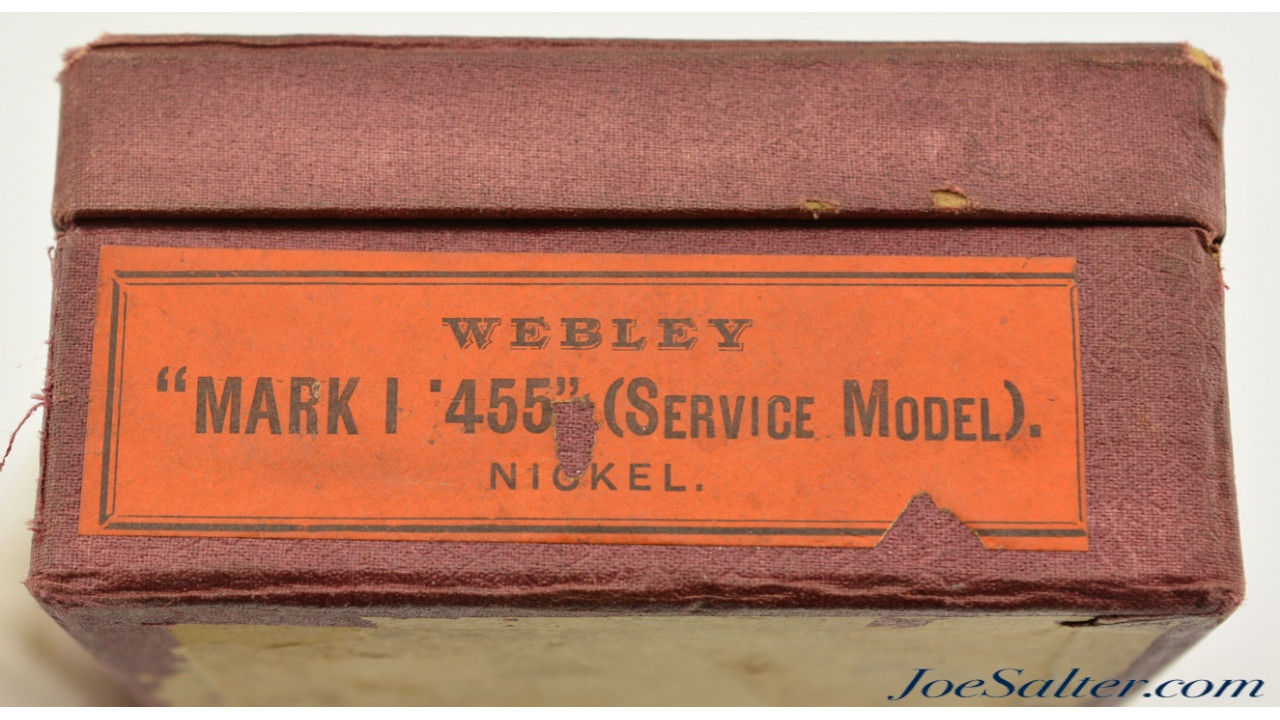 WEBLEY
“MARK I ·455” (SERVICE MODEL).
NICKEL.
JoeSalter.com